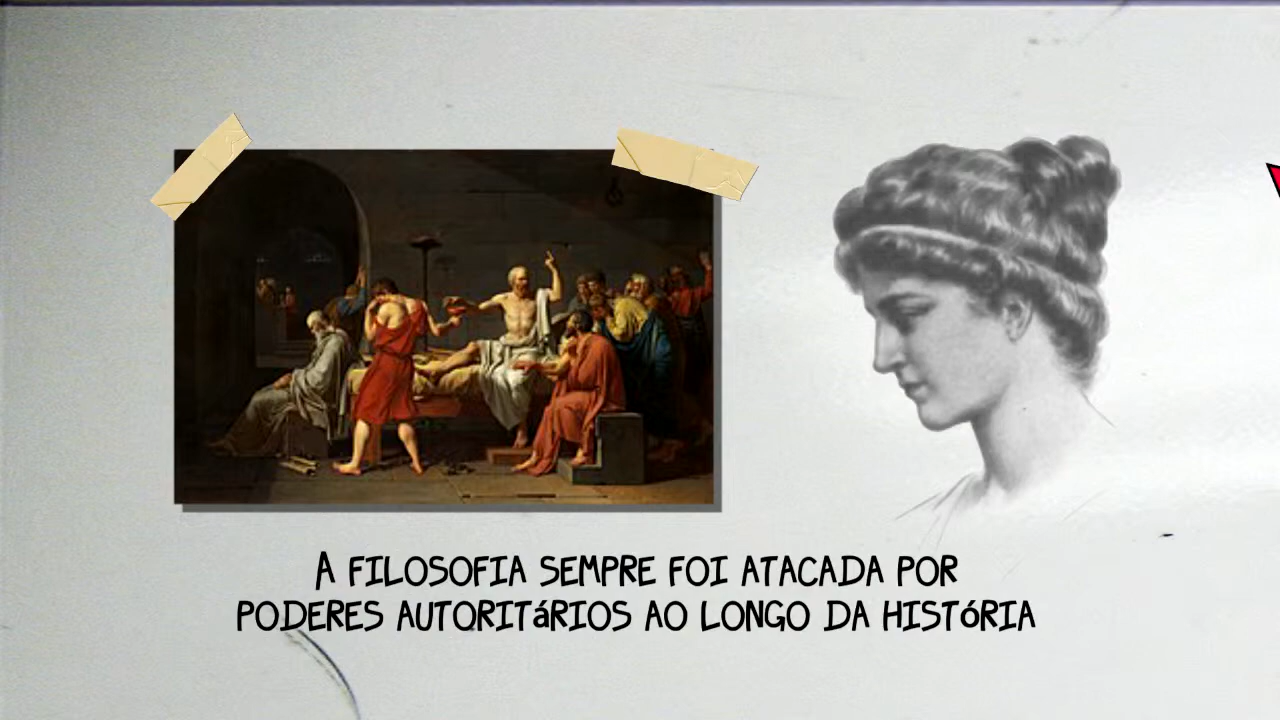 A FILOSOFIA SEMPRE FOI ATACADA POR
PODERES AUTORITáRIOS AO LONGO DA HISTóRIA